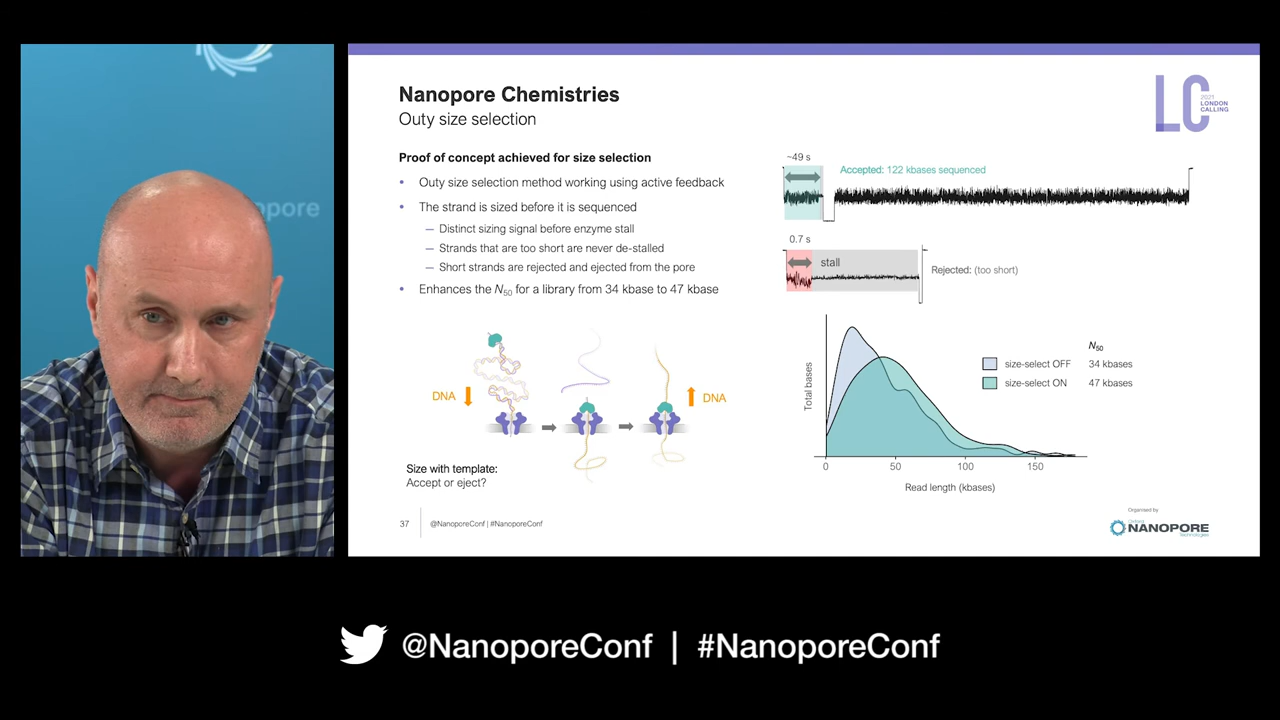 pore
Nanopore Chemistries
Outy size selection
LC
2021
LONDON
CALLING
Proof of concept achieved for size selection
• Outy size selection method working using active feedback
• The strand is sized before it is sequenced
— Distinct sizing signal before enzyme stall
— Strands that are too short are never de-stalled
— Short strands are rejected and ejected from the pore
• Enhances the N50 for a library from 34 kbase to 47 kbase
DNA
DNA
Size with template:
Accept or eject?
~49 s
Accepted: 122 kbases sequenced
0.7 s
stall
Rejected: (too short)
N50
size-select OFF 34 kbases
size-select ON 47 kbases
Total bases
0 50 100 150
Read length (kbases)
37
@NanoporeConf | #NanoporeConf
Organised by
Oxford
NANOPORE
Technologies
@NanoporeConf | #NanoporeConf